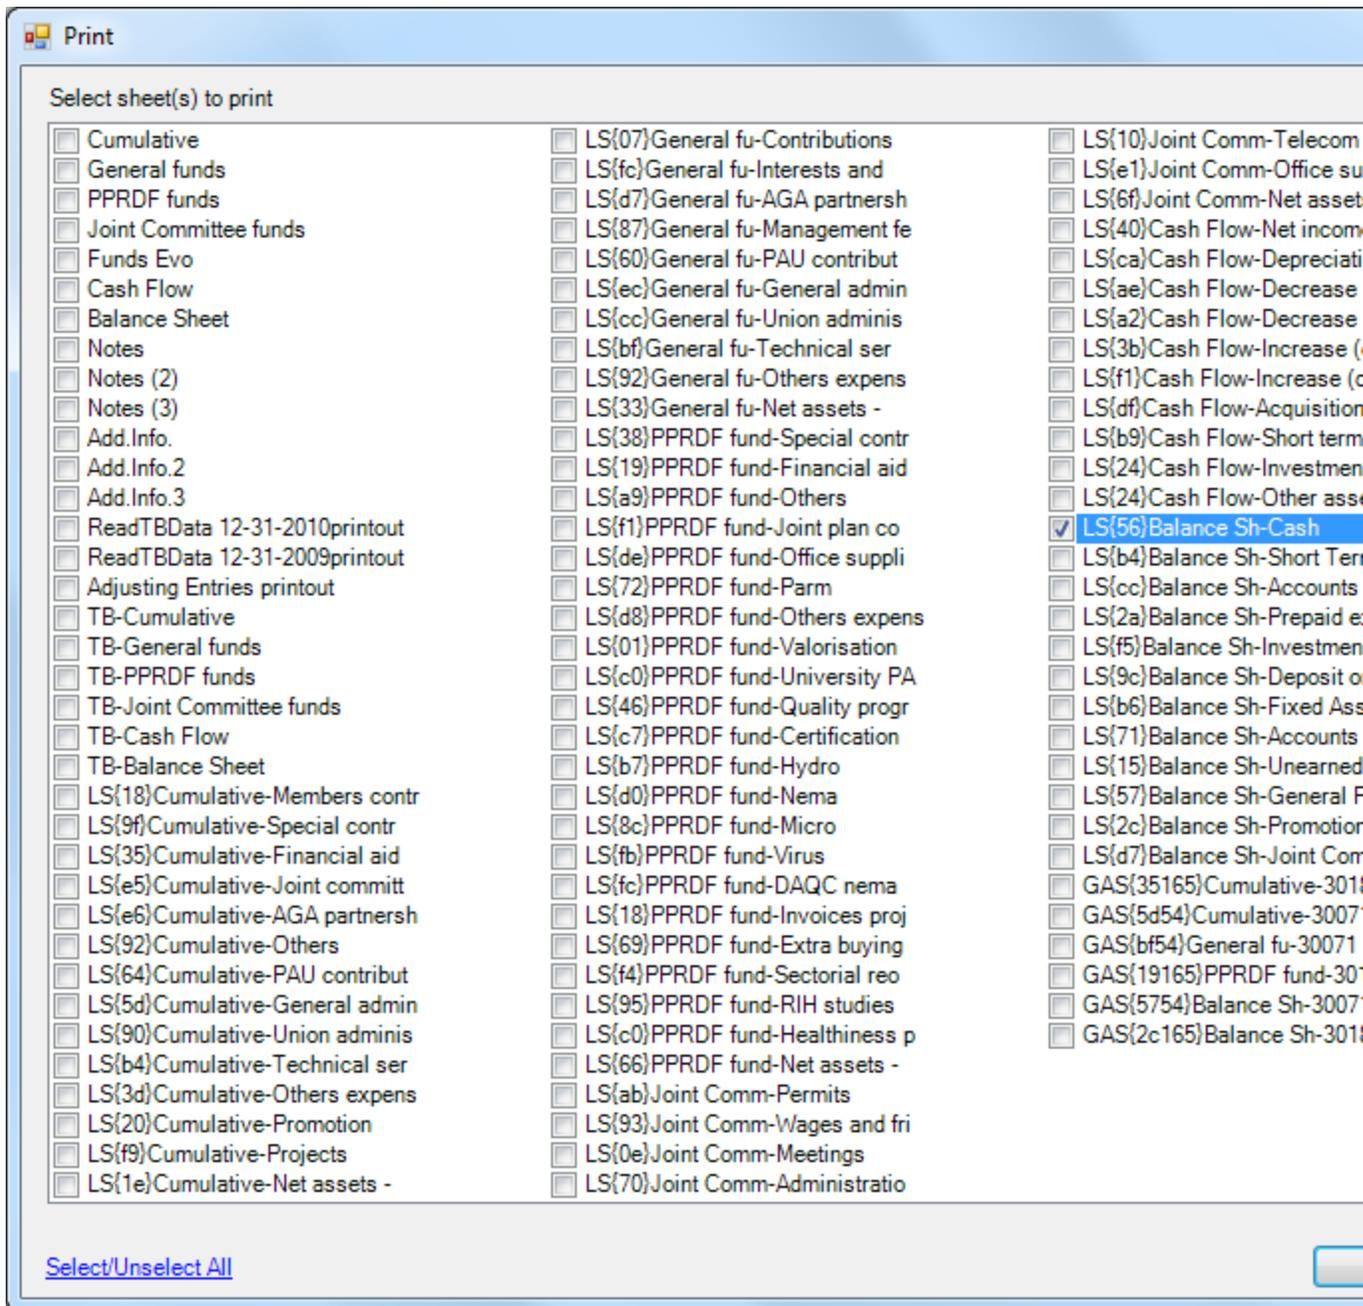 Print
Select sheet(s) to print
Cumulative
General funds
PPRDF funds
Joint Committee funds
Funds Evo
Cash Flow
Balance Sheet
Notes
Notes (2)
Notes (3)
Add.Info.
Add.Info.2
Add.Info.3
ReadTBData 12-31-2010printout
ReadTBData 12-31-2009printout
Adjusting Entries printout
TB-Cumulative
TB-General funds
TB-PPRDF funds
TB-Joint Committee funds
TB-Cash Flow
TB-Balance Sheet
LS{18}Cumulative-Members contr
LS{9f}Cumulative-Special contr
LS{35}Cumulative-Financial aid
LS{e5}Cumulative-Joint committ
LS{e6}Cumulative-AGA partnersh
LS{92}Cumulative-Others
LS{64}Cumulative-PAU contribut
LS{5d}Cumulative-General admin
LS{90}Cumulative-Union adminis
LS{b4}Cumulative-Technical ser
LS{3d}Cumulative-Others expens
LS{20}Cumulative-Promotion
LS{f9}Cumulative-Projects
LS{1e}Cumulative-Net assets -
LS{07}General fu-Contributions
LS{fc}General fu-Interests and
LS{d7}General fu-AGA partnersh
LS{87}General fu-Management fe
LS{60}General fu-PAU contribut
LS{ec}General fu-General admin
LS{cc}General fu-Union adminis
LS{bf}General fu-Technical ser
LS{92}General fu-Others expens
LS{33}General fu-Net assets -
LS{38}PPRDF fund-Special contr
LS{19}PPRDF fund-Financial aid
LS{a9}PPRDF fund-Others
LS{f1}PPRDF fund-Joint plan co
LS{de}PPRDF fund-Office suppli
LS{72}PPRDF fund-Parm
LS{d8}PPRDF fund-Others expens
LS{01}PPRDF fund-Valorisation
LS{c0}PPRDF fund-University PA
LS{46}PPRDF fund-Quality progr
LS{c7}PPRDF fund-Certification
LS{b7}PPRDF fund-Hydro
LS{d0}PPRDF fund-Nema
LS{8c}PPRDF fund-Micro
LS{fb}PPRDF fund-Virus
LS{fc}PPRDF fund-DAQC nema
LS{18}PPRDF fund-Invoices proj
LS{69}PPRDF fund-Extra buying
LS{f4}PPRDF fund-Sectorial reo
LS{95}PPRDF fund-RIH studies
LS{c0}PPRDF fund-Healthiness p
LS{66}PPRDF fund-Net assets -
LS{ab}Joint Comm-Permits
LS{93}Joint Comm-Wages and fri
LS{0e}Joint Comm-Meetings
LS{70}Joint Comm-Administratio
LS{10}Joint Comm-Telecom
LS{e1}Joint Comm-Office su
LS{6f}Joint Comm-Net assets
LS{40}Cash Flow-Net income
LS{ca}Cash Flow-Depreciati
LS{ae}Cash Flow-Decrease
LS{a2}Cash Flow-Decrease
LS{3b}Cash Flow-Increase (
LS{f1}Cash Flow-Increase (
LS{df}Cash Flow-Acquisition
LS{b9}Cash Flow-Short term
LS{24}Cash Flow-Investmen
LS{24}Cash Flow-Other asse
LS{56}Balance Sh-Cash
LS{b4}Balance Sh-Short Ter
LS{cc}Balance Sh-Accounts
LS{2a}Balance Sh-Prepaid e
LS{f5}Balance Sh-Investmen
LS{9c}Balance Sh-Deposit o
LS{b6}Balance Sh-Fixed Ass
LS{71}Balance Sh-Accounts
LS{15}Balance Sh-Unearned
LS{57}Balance Sh-General F
LS{2c}Balance Sh-Promotion
LS{d7}Balance Sh-Joint Com
GAS{35165}Cumulative-3018
GAS{5d54}Cumulative-30071
GAS{bf54}General fu-30071
GAS{19165}PPRDF fund-301
GAS{5754}Balance Sh-30071
GAS{2c165}Balance Sh-3018
Select/Unselect All